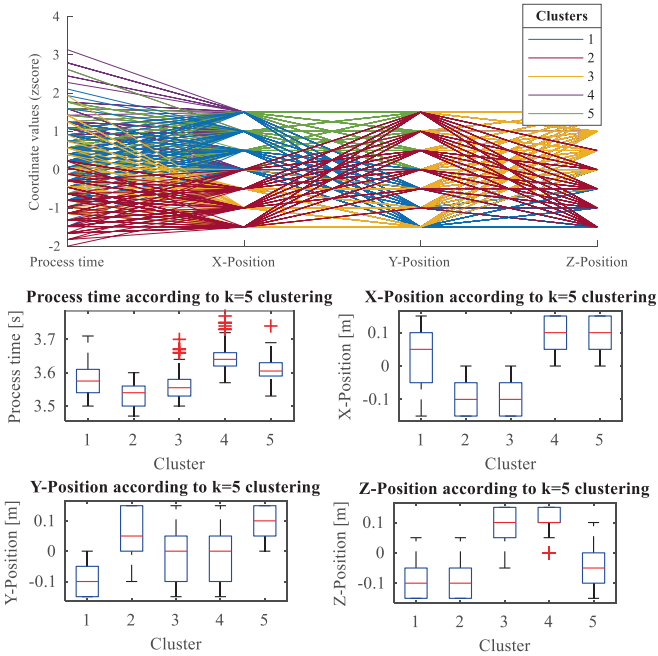 Clusters
1
2
3
4
5
Coordinate values (zscore)
4
3
2
1
0
-1
-2
Process time
X-Position
Y-Position
Z-Position
Process time according to k=5 clustering
Process time [s]
3.7
3.6
3.5
1 2 3 4 5
Cluster
X-Position according to k=5 clustering
X-Position [m]
0.1
0
-0.1
1 2 3 4 5
Cluster
Y-Position according to k=5 clustering
Y-Position [m]
0.1
0
-0.1
1 2 3 4 5
Cluster
Z-Position according to k=5 clustering
Z-Position [m]
0.1
0
-0.1
1 2 3 4 5
Cluster